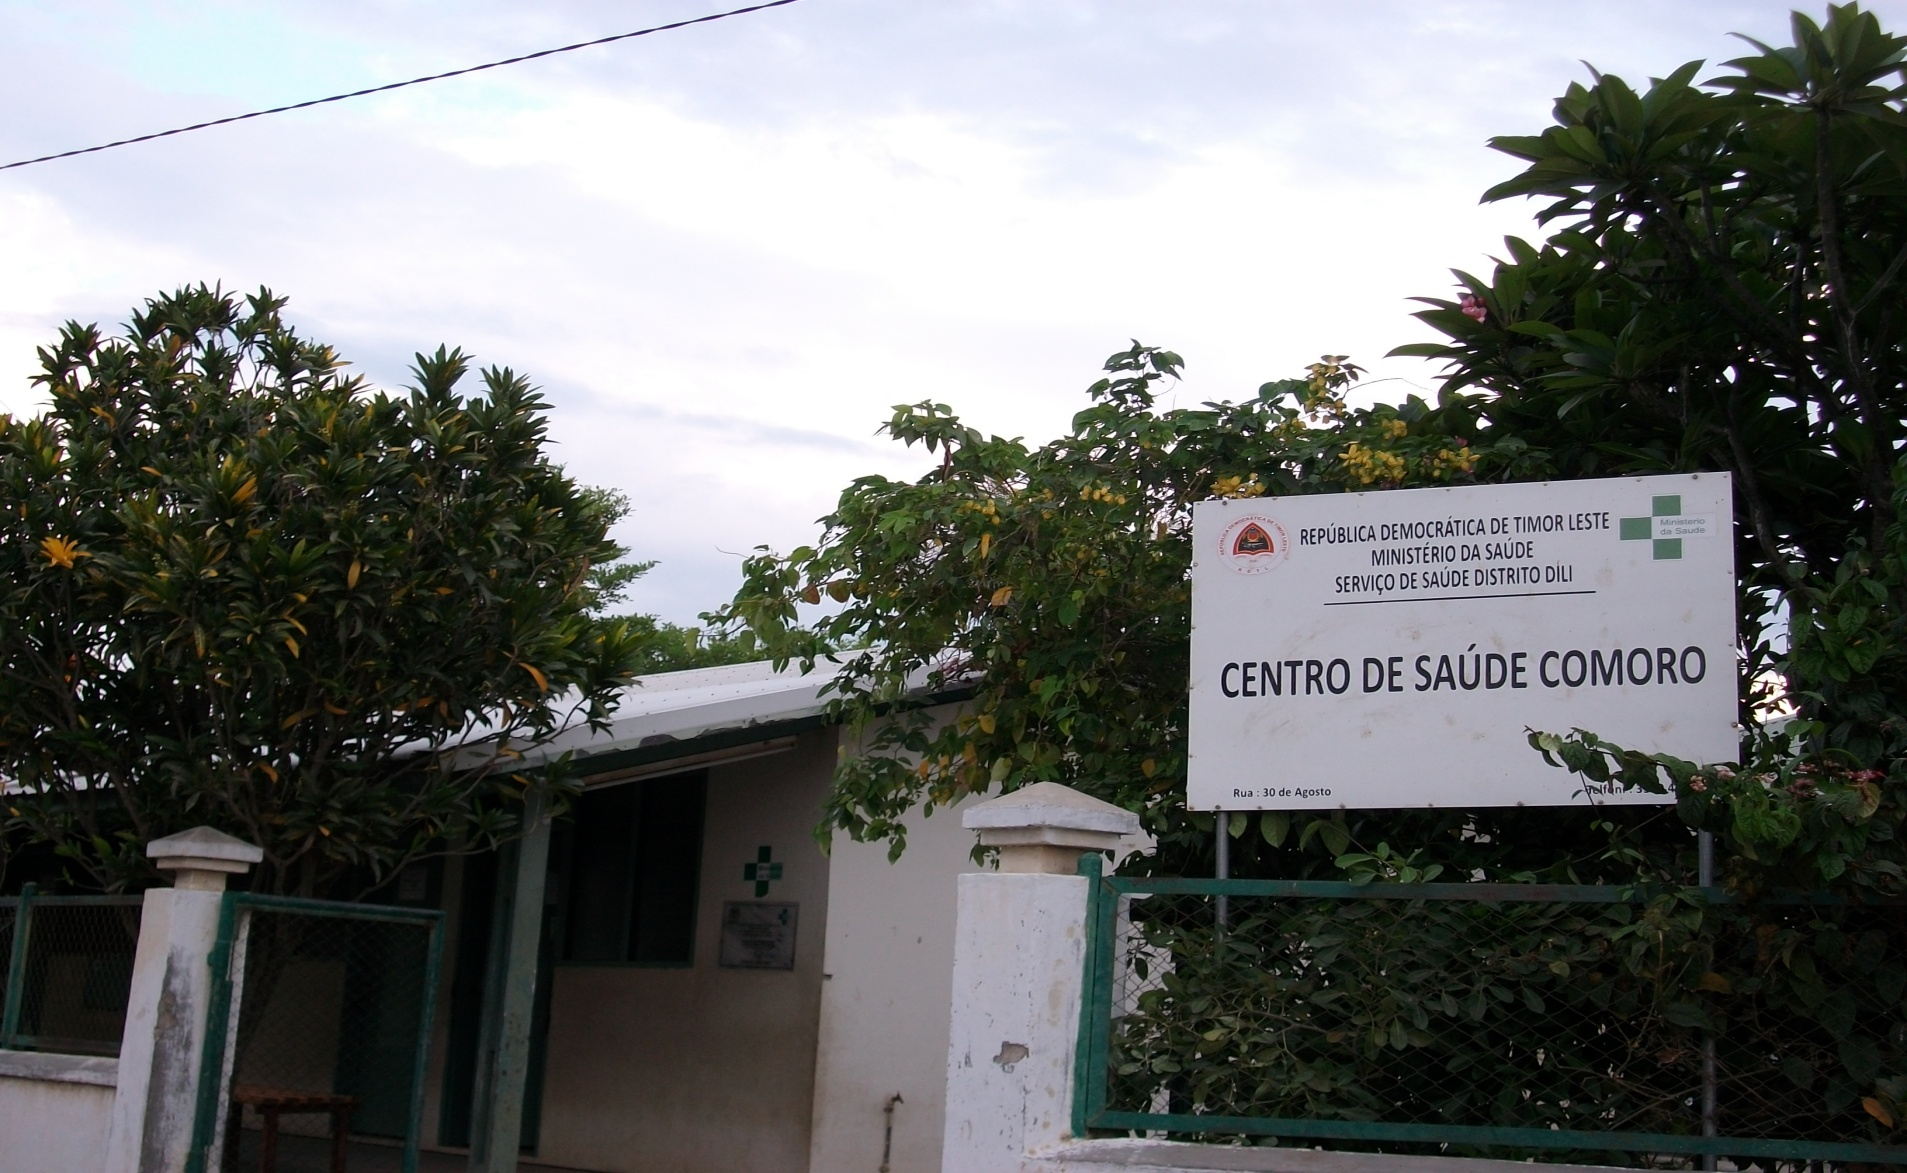 REPÚBLICA DEMOCRÁTICA DE TIMOR LESTE
MINISTÉRIO DA SAÚDE
SERVIÇO DE SAÚDE DISTRITO DÍLI
Ministerio
da Saude
CENTRO DE SAÚDE COMORO
Rua : 30 de Agosto